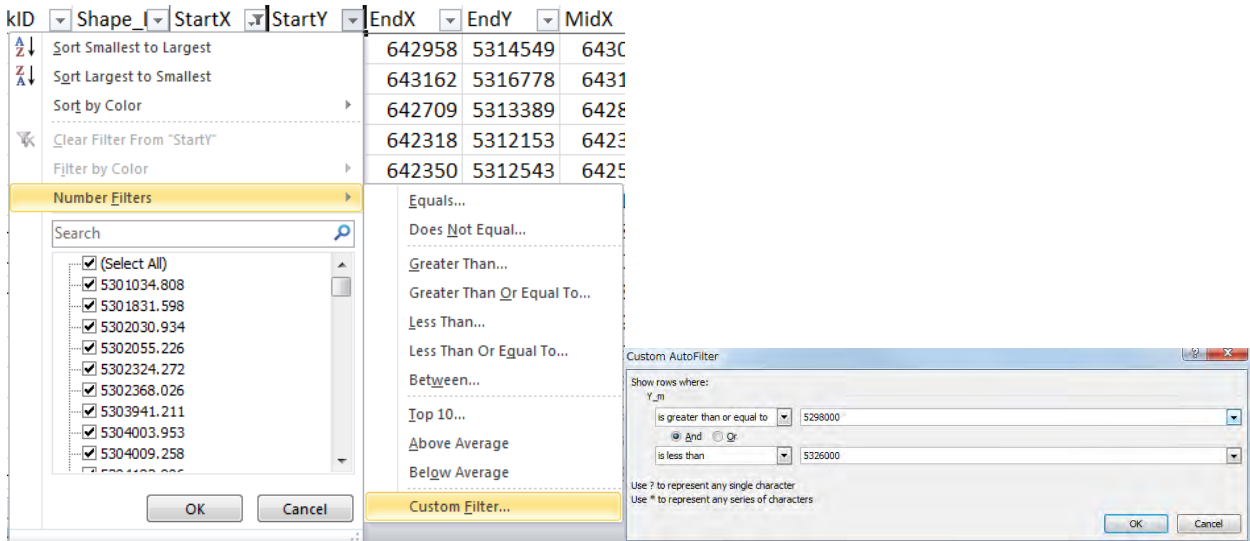 kID Shape_l StartX StartY EndX EndY MidX
Sort Smallest to Largest
Sort Largest to Smallest
Sort by Color
Clear Filter From "StartY"
Filter by Color
Number Filters
Search
(Select All)
5301034.808
5301831.598
5302030.934
5302055.226
5302324.272
5302368.026
5303941.211
5304003.953
5304009.258
OK Cancel
642958 5314549 6430
643162 5316778 6431
642709 5313389 6428
642318 5312153 6423
642350 5312543 6425
Equals...
Does Not Equal...
Greater Than...
Greater Than Or Equal To...
Less Than...
Less Than Or Equal To...
Between...
Top 10...
Above Average
Below Average
Custom Filter...
Custom AutoFilter
Show rows where:
Y_m
is greater than or equal to 5298000
And Or
is less than 5326000
Use ? to represent any single character
Use * to represent any series of characters
OK Cancel